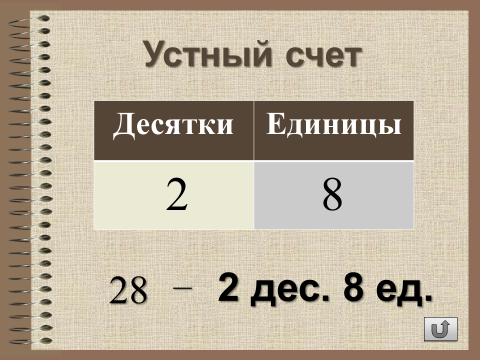 Устный счет
Десятки Единицы
2 8
28 – 2 дес. 8 ед.